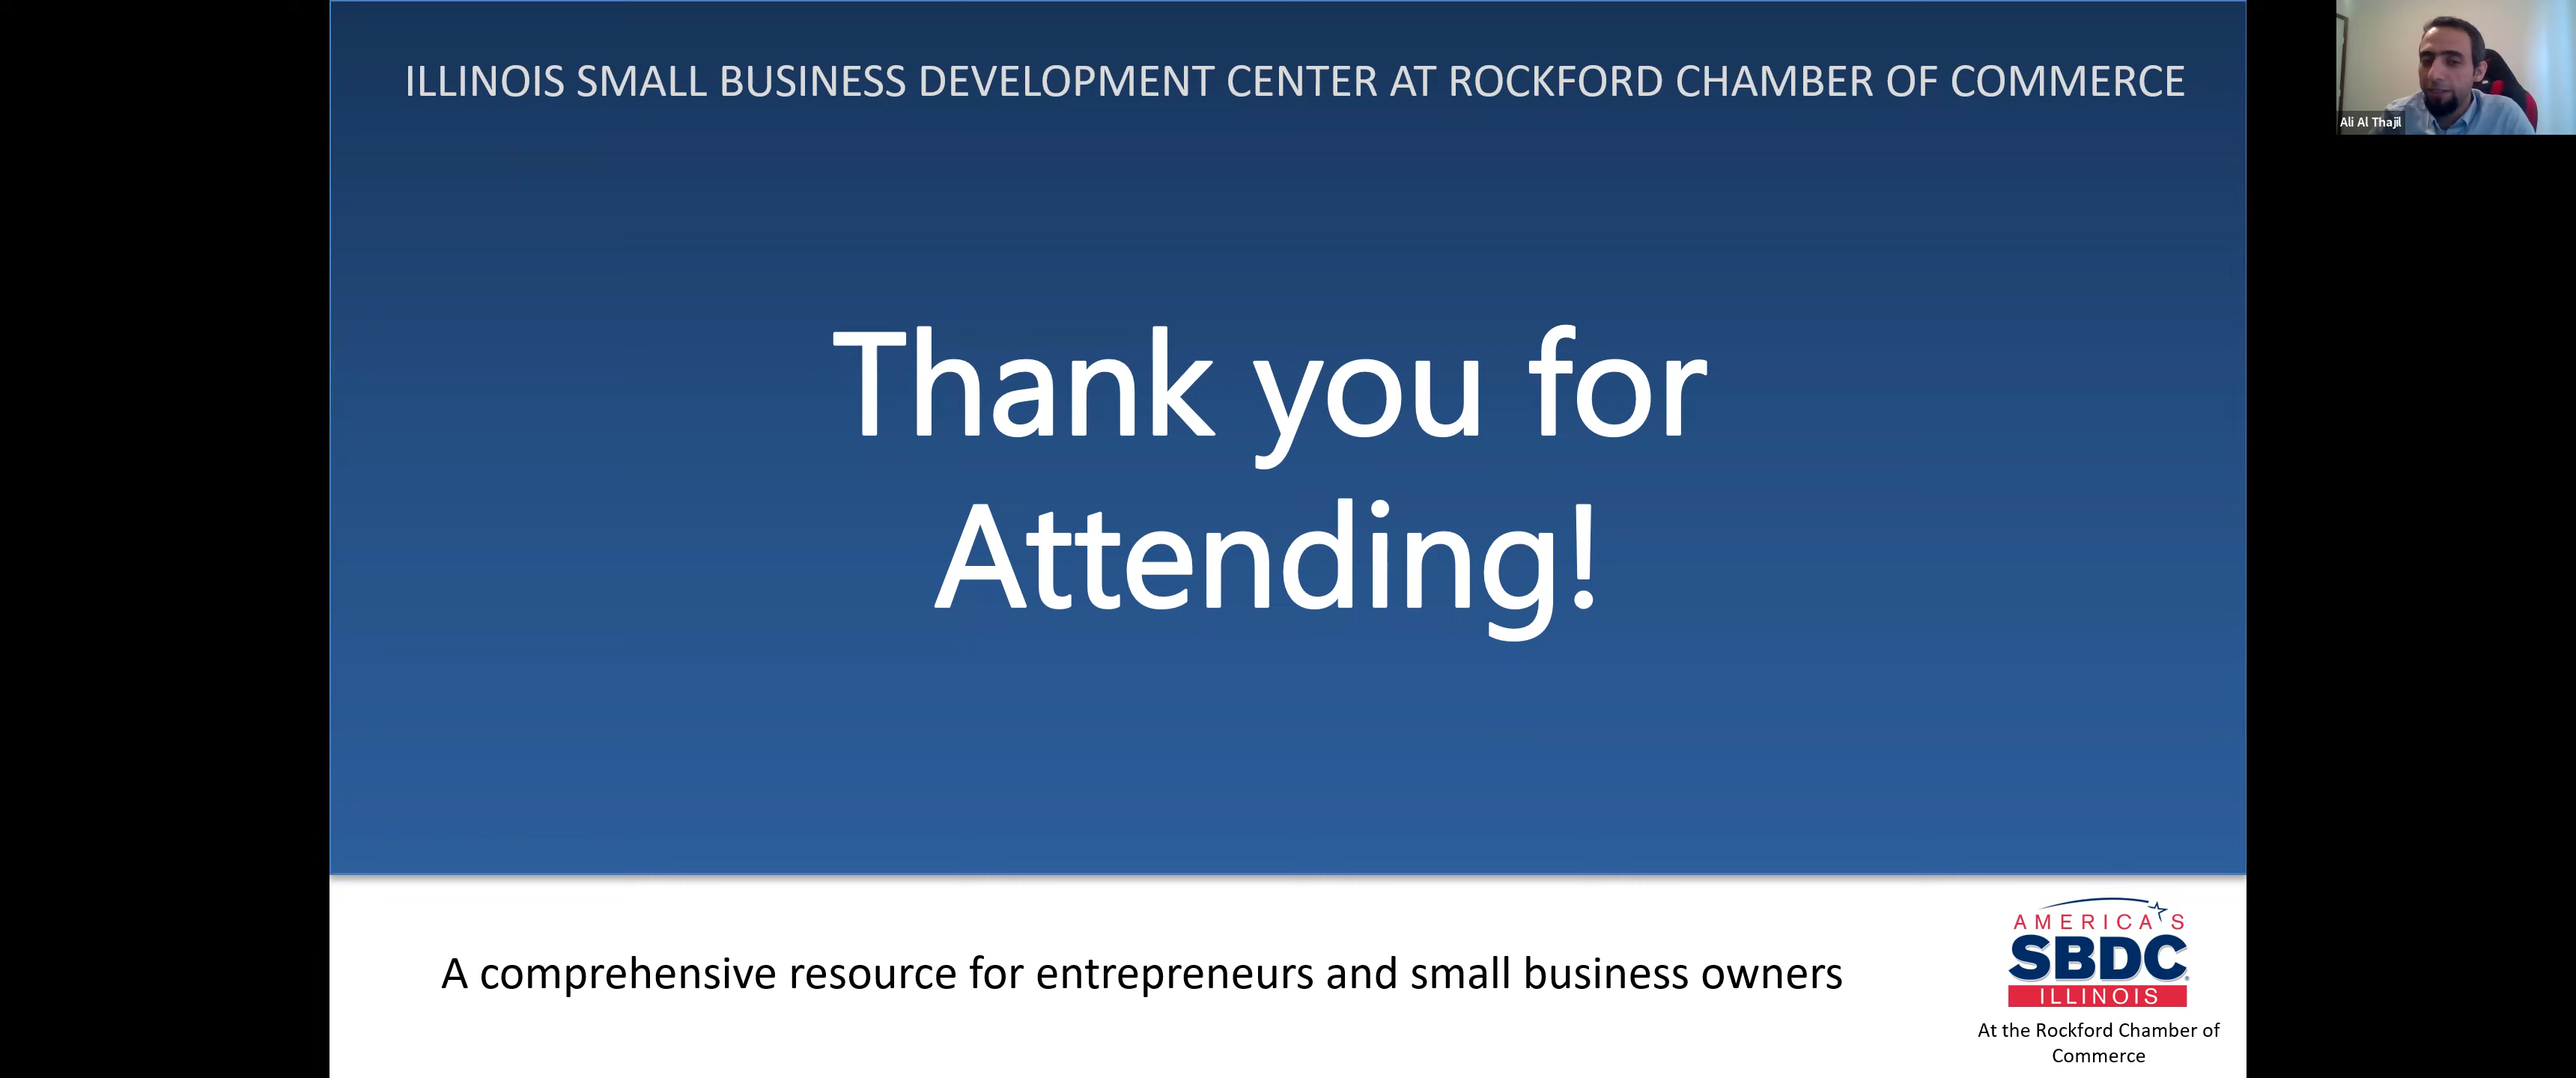 ILLINOIS SMALL BUSINESS DEVELOPMENT CENTER AT ROCKFORD CHAMBER OF COMMERCE
Ali Al Thajil
Thank you for
Attending!
A comprehensive resource for entrepreneurs and small business owners
AMERICA'S
SBDC
ILLINOIS
At the Rockford Chamber of
Commerce